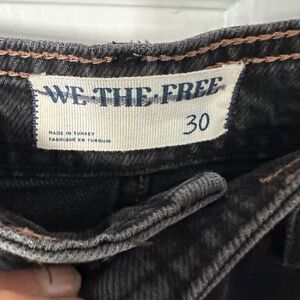 WE THE FREE
30
MADE IN TURKEY
FABRIQUÉ EN TURQUIE